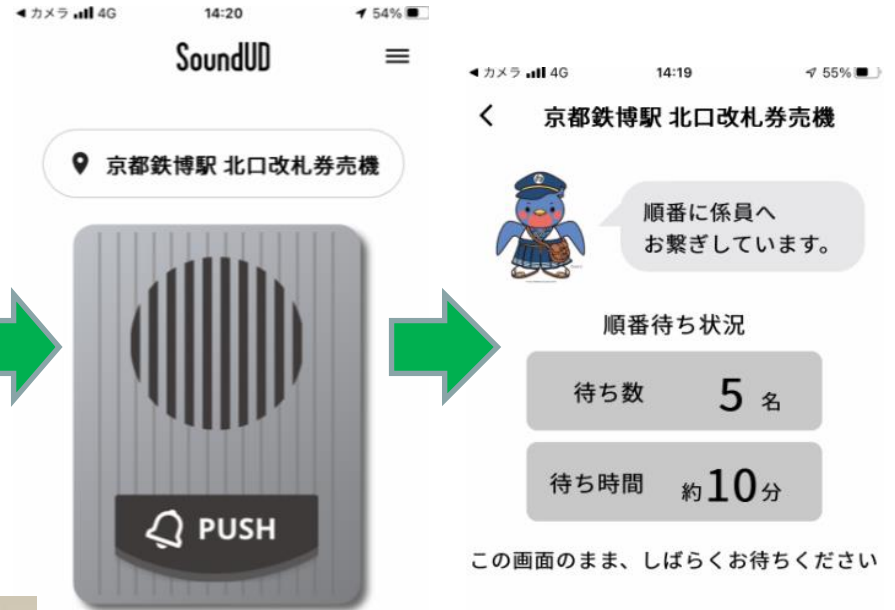 ◀ カメラ 4G 14:20 54%
SoundUD
京都鉄博駅 北口改札券売機
PUSH
◀ カメラ 4G 14:19 55%
京都鉄博駅 北口改札券売機
順番に係員へ
お繋ぎしています。
順番待ち状況
待ち数 5 名
待ち時間 約10分
この画面のまま、しばらくお待ちください